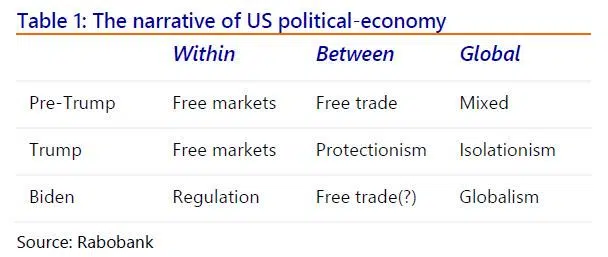 Table 1: The narrative of US political-economy
Within Between Global
Pre-Trump Free markets Free trade Mixed
Trump Free markets Protectionism Isolationism
Biden Regulation Free trade(?) Globalism
Source: Rabobank